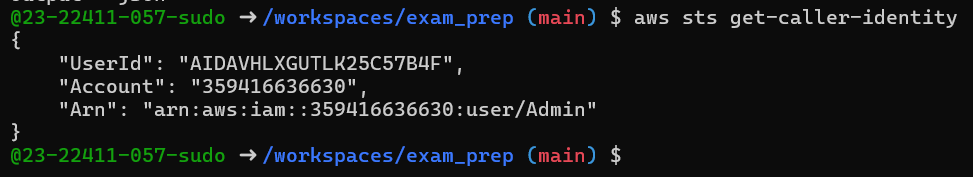 @23-22411-057-sudo ➜ /workspaces/exam_prep (main) $ aws sts get-caller-identity
{
    "UserId": "AIDAVHLXGUTLK25C57B4F",
    "Account": "359416636630",
    "Arn": "arn:aws:iam::359416636630:user/Admin"
}
@23-22411-057-sudo ➜ /workspaces/exam_prep (main) $